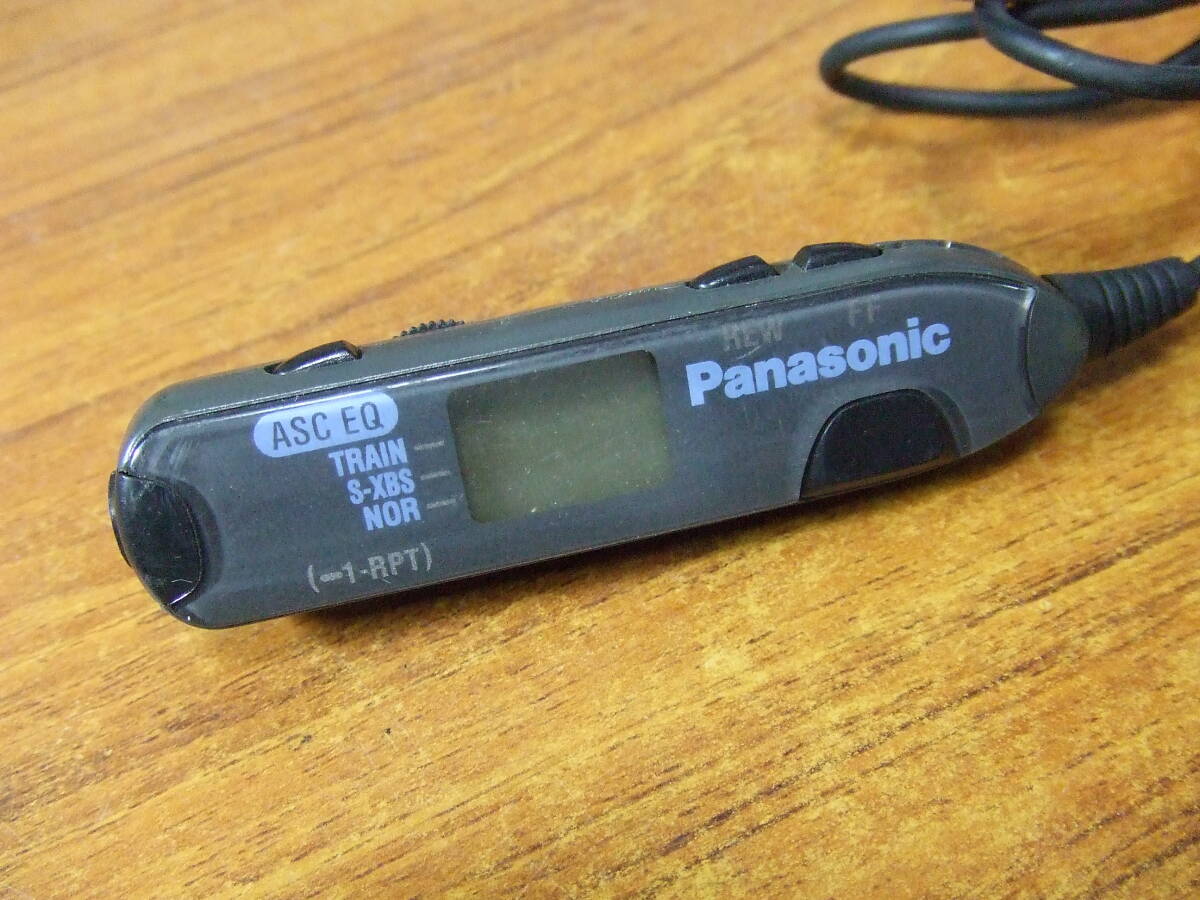 REW FF
Panasonic
ASC EQ
TRAIN
S-XBS
NOR
(-1-RPT)